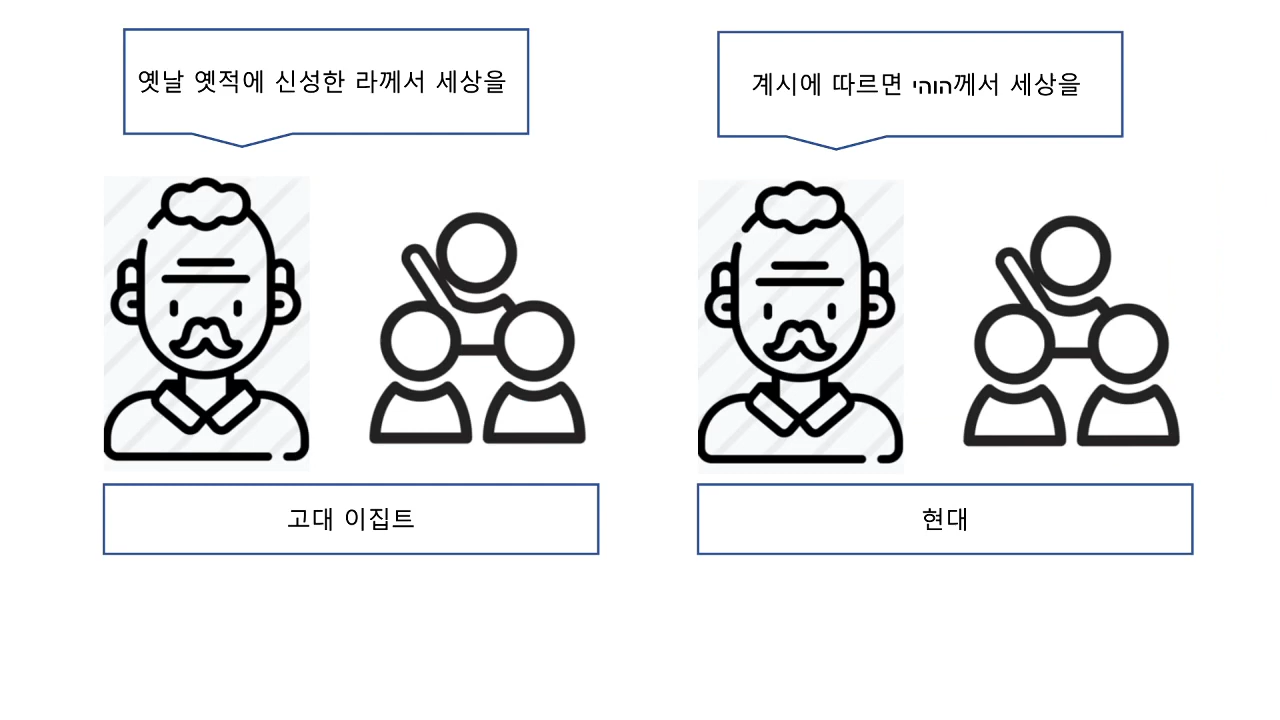 옛날 옛적에 신성한 라께서 세상을
계시에 따르면 הוהי께서 세상을
고대 이집트
현대